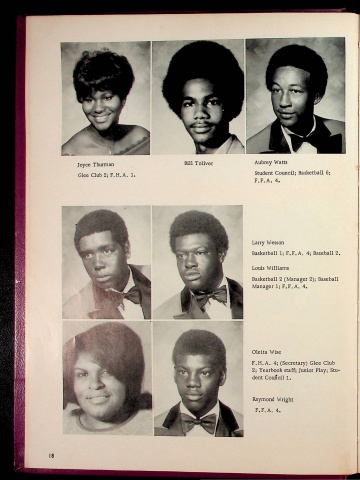 Joyce Thurman
Glee Club 2; F.H.A. 1.
Bill Toliver
Aubrey Watts
Student Council; Basketball 6;
F.F.A. 4.
Larry Wesson
Basketball 1; F.F.A. 4; Baseball 2.
Louis Williams
Basketball 2 (Manager 2); Baseball
Manager 1; F.F.A. 4.
Oletta Wise
F.H.A. 4; (Secretary) Glee Club
2; Yearbook staff; Junior Play; Stu-
dent Council 1.
Raymond Wright
F.F.A. 4.
18